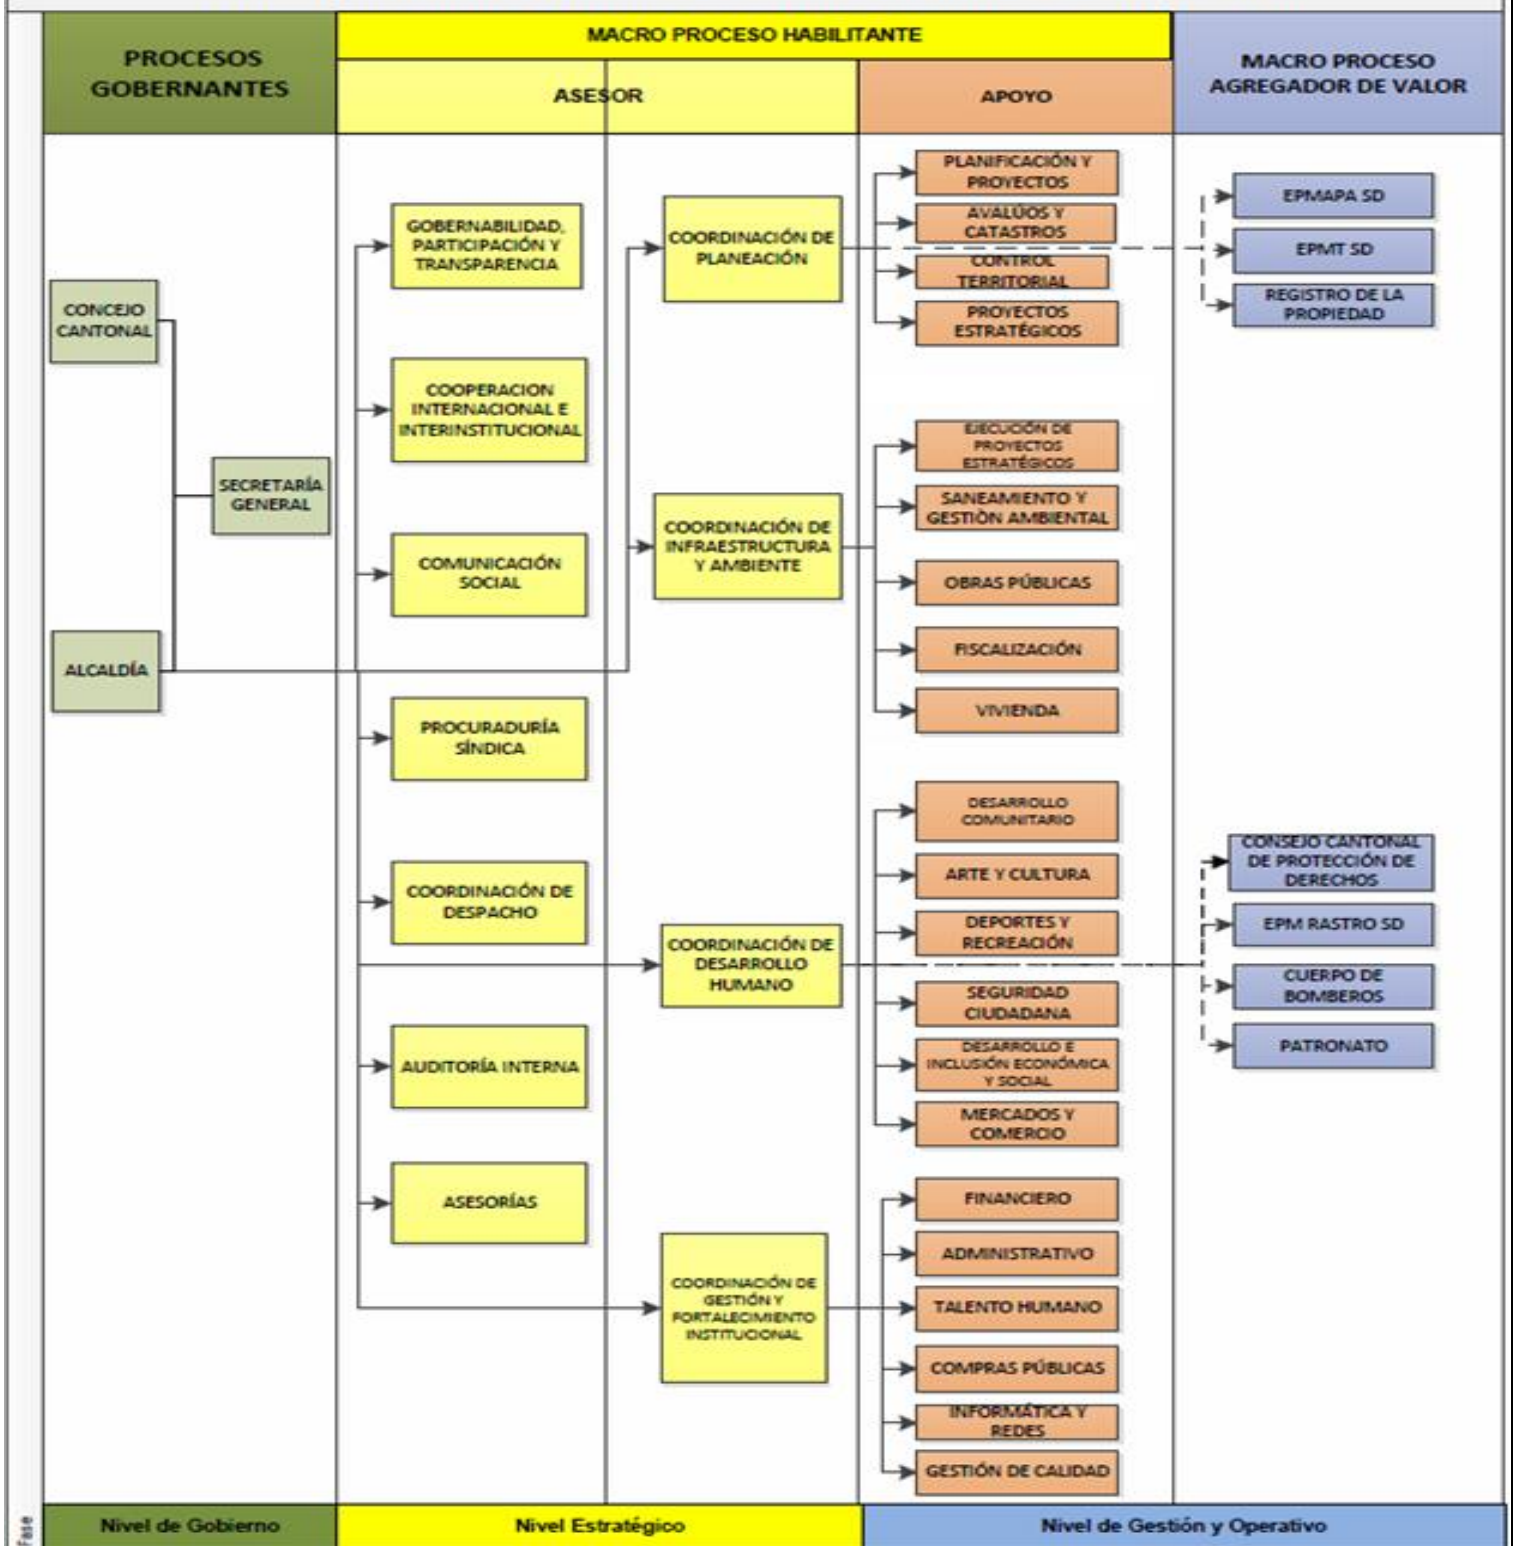 PROCESOS
GOBERNANTES
MACRO PROCESO HABILITANTE
ASESOR
APOYO
MACRO PROCESO
AGREGADOR DE VALOR
CONCEJO
CANTONAL
SECRETARÍA
GENERAL
ALCALDÍA
GOBERNABILIDAD,
PARTICIPACIÓN Y
TRANSPARENCIA
COOPERACION
INTERNACIONAL E
INTERINSTITUCIONAL
COMUNICACIÓN
SOCIAL
PROCURADURÍA
SÍNDICA
COORDINACIÓN DE
DESPACHO
AUDITORÍA INTERNA
ASESORÍAS
COORDINACIÓN DE
PLANEACIÓN
COORDINACIÓN DE
INFRAESTRUCTURA
Y AMBIENTE
COORDINACIÓN DE
DESARROLLO
HUMANO
COORDINACIÓN DE
GESTIÓN Y
FORTALECIMIENTO
INSTITUCIONAL
PLANIFICACIÓN Y
PROYECTOS
AVALÚOS Y
CATASTROS
CONTROL
TERRITORIAL
PROYECTOS
ESTRATÉGICOS
EJECUCIÓN DE
PROYECTOS
ESTRATÉGICOS
SANEAMIENTO Y
GESTIÒN AMBIENTAL
OBRAS PÚBLICAS
FISCALIZACIÓN
VIVIENDA
DESARROLLO
COMUNITARIO
ARTE Y CULTURA
DEPORTES Y
RECREACIÓN
SEGURIDAD
CIUDADANA
DESARROLLO E
INCLUSIÓN ECONÓMICA
Y SOCIAL
MERCADOS Y
COMERCIO
FINANCIERO
ADMINISTRATIVO
TALENTO HUMANO
COMPRAS PÚBLICAS
INFORMÁTICA Y
REDES
GESTIÓN DE CALIDAD
EPMAPA SD
EPMT SD
REGISTRO DE LA
PROPIEDAD
CONSEJO CANTONAL
DE PROTECCIÓN DE
DERECHOS
EPM RASTRO SD
CUERPO DE
BOMBEROS
PATRONATO
Fase
Nivel de Gobierno
Nivel Estratégico
Nivel de Gestión y Operativo